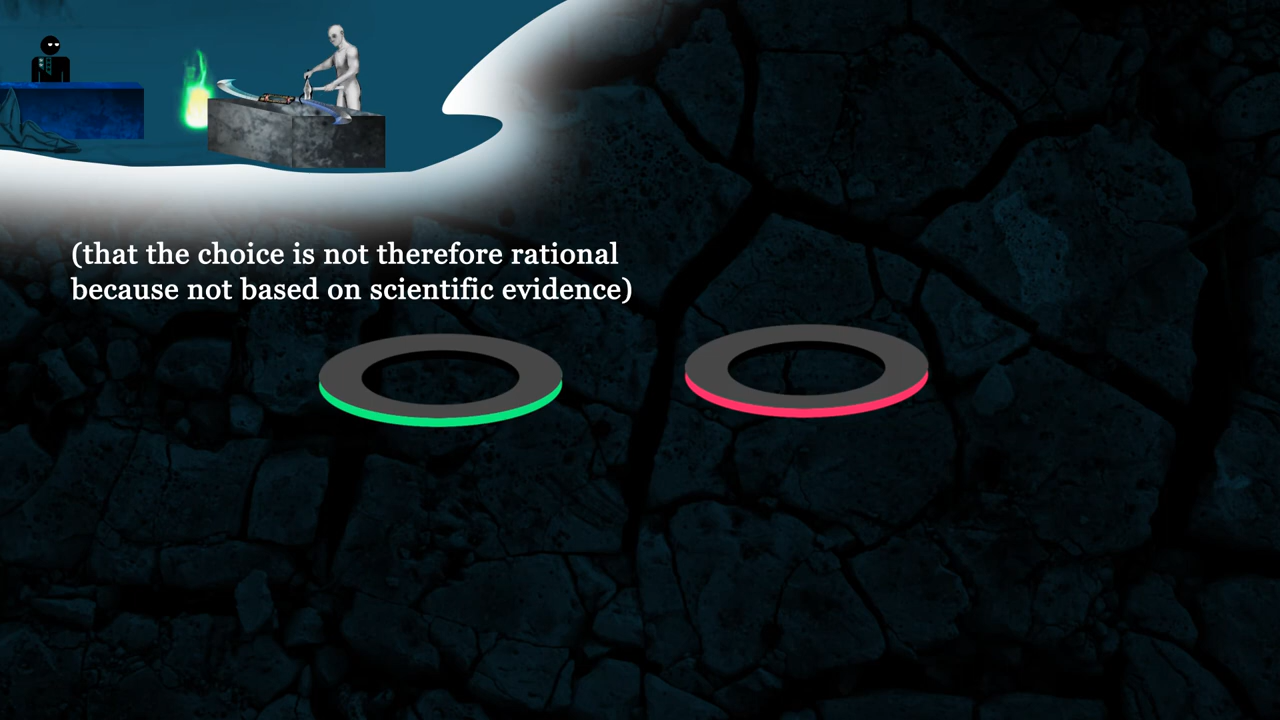 (that the choice is not therefore rational
because not based on scientific evidence)